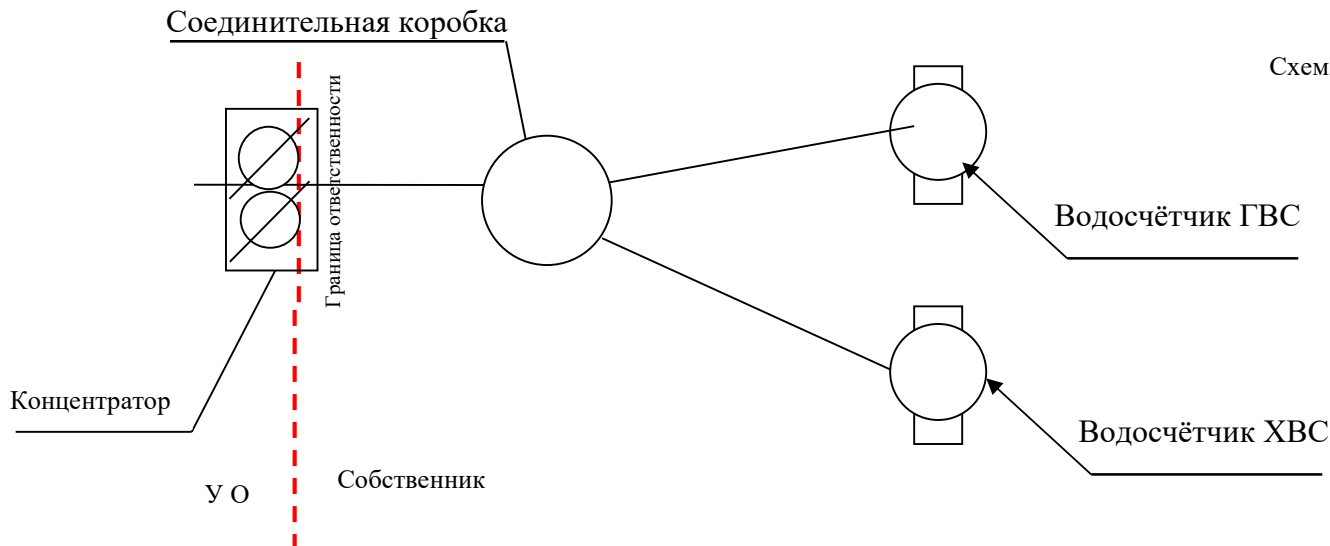 Соединительная коробка
Схем
Граница ответственности
Водосчётчик ГВС
Концентратор
Водосчётчик ХВС
У О
Собственник